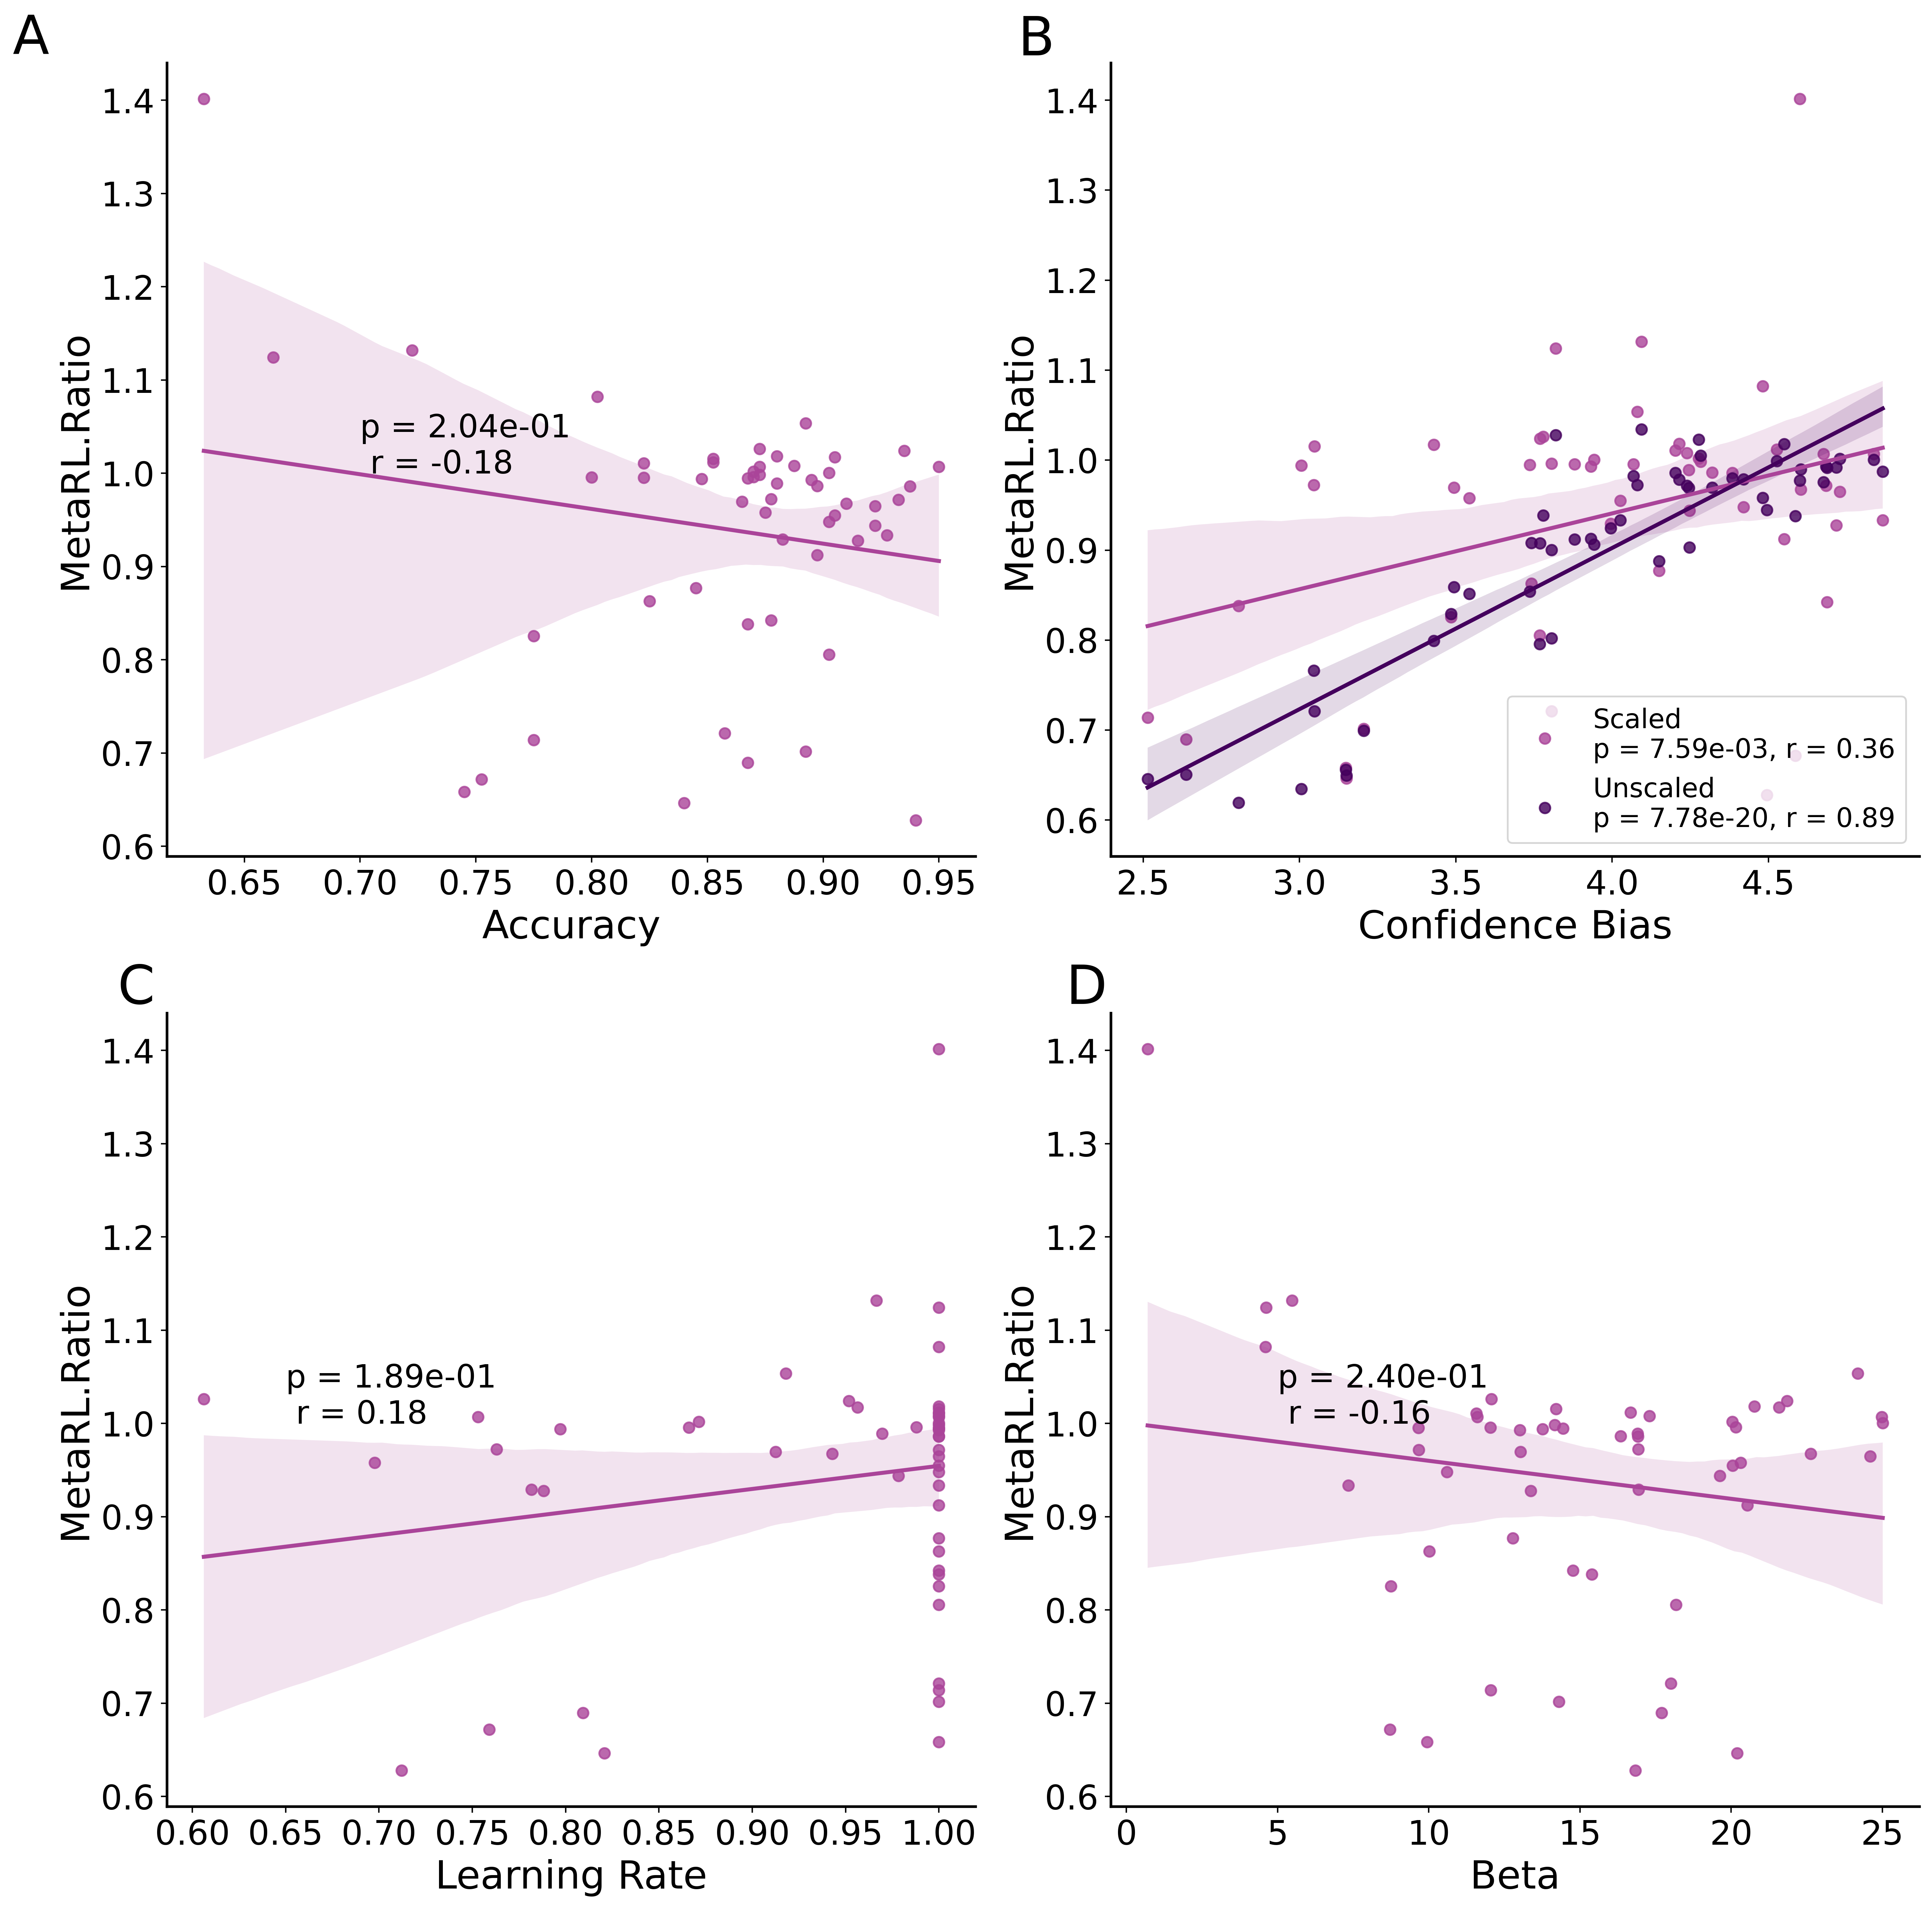 A
1.4
1.3
1.2
1.1
1.0
0.9
0.8
0.7
0.6
MetaRL.Ratio
p = 2.04e-01
r = -0.18
0.65 0.70 0.75 0.80 0.85 0.90 0.95
Accuracy
B
1.4
1.3
1.2
1.1
1.0
0.9
0.8
0.7
0.6
MetaRL.Ratio
Scaled
p = 7.59e-03, r = 0.36
Unscaled
p = 7.78e-20, r = 0.89
2.5 3.0 3.5 4.0 4.5
Confidence Bias
C
1.4
1.3
1.2
1.1
1.0
0.9
0.8
0.7
0.6
MetaRL.Ratio
p = 1.89e-01
r = 0.18
0.60 0.65 0.70 0.75 0.80 0.85 0.90 0.95 1.00
Learning Rate
D
1.4
1.3
1.2
1.1
1.0
0.9
0.8
0.7
0.6
MetaRL.Ratio
p = 2.40e-01
r = -0.16
0 5 10 15 20 25
Beta